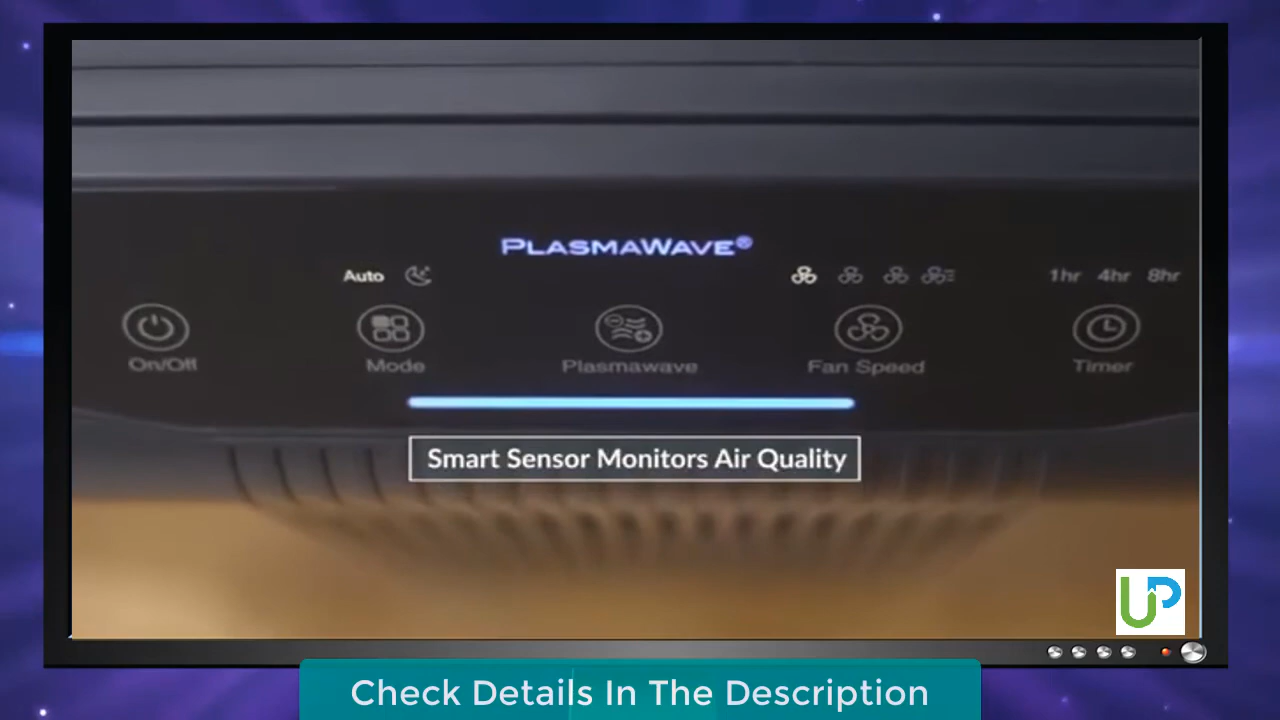 PLASMAWAVE®
Auto
1hr 4hr 8hr
On/Off Mode Plasmawave Fan Speed Timer
Smart Sensor Monitors Air Quality
UP
Check Details In The Description